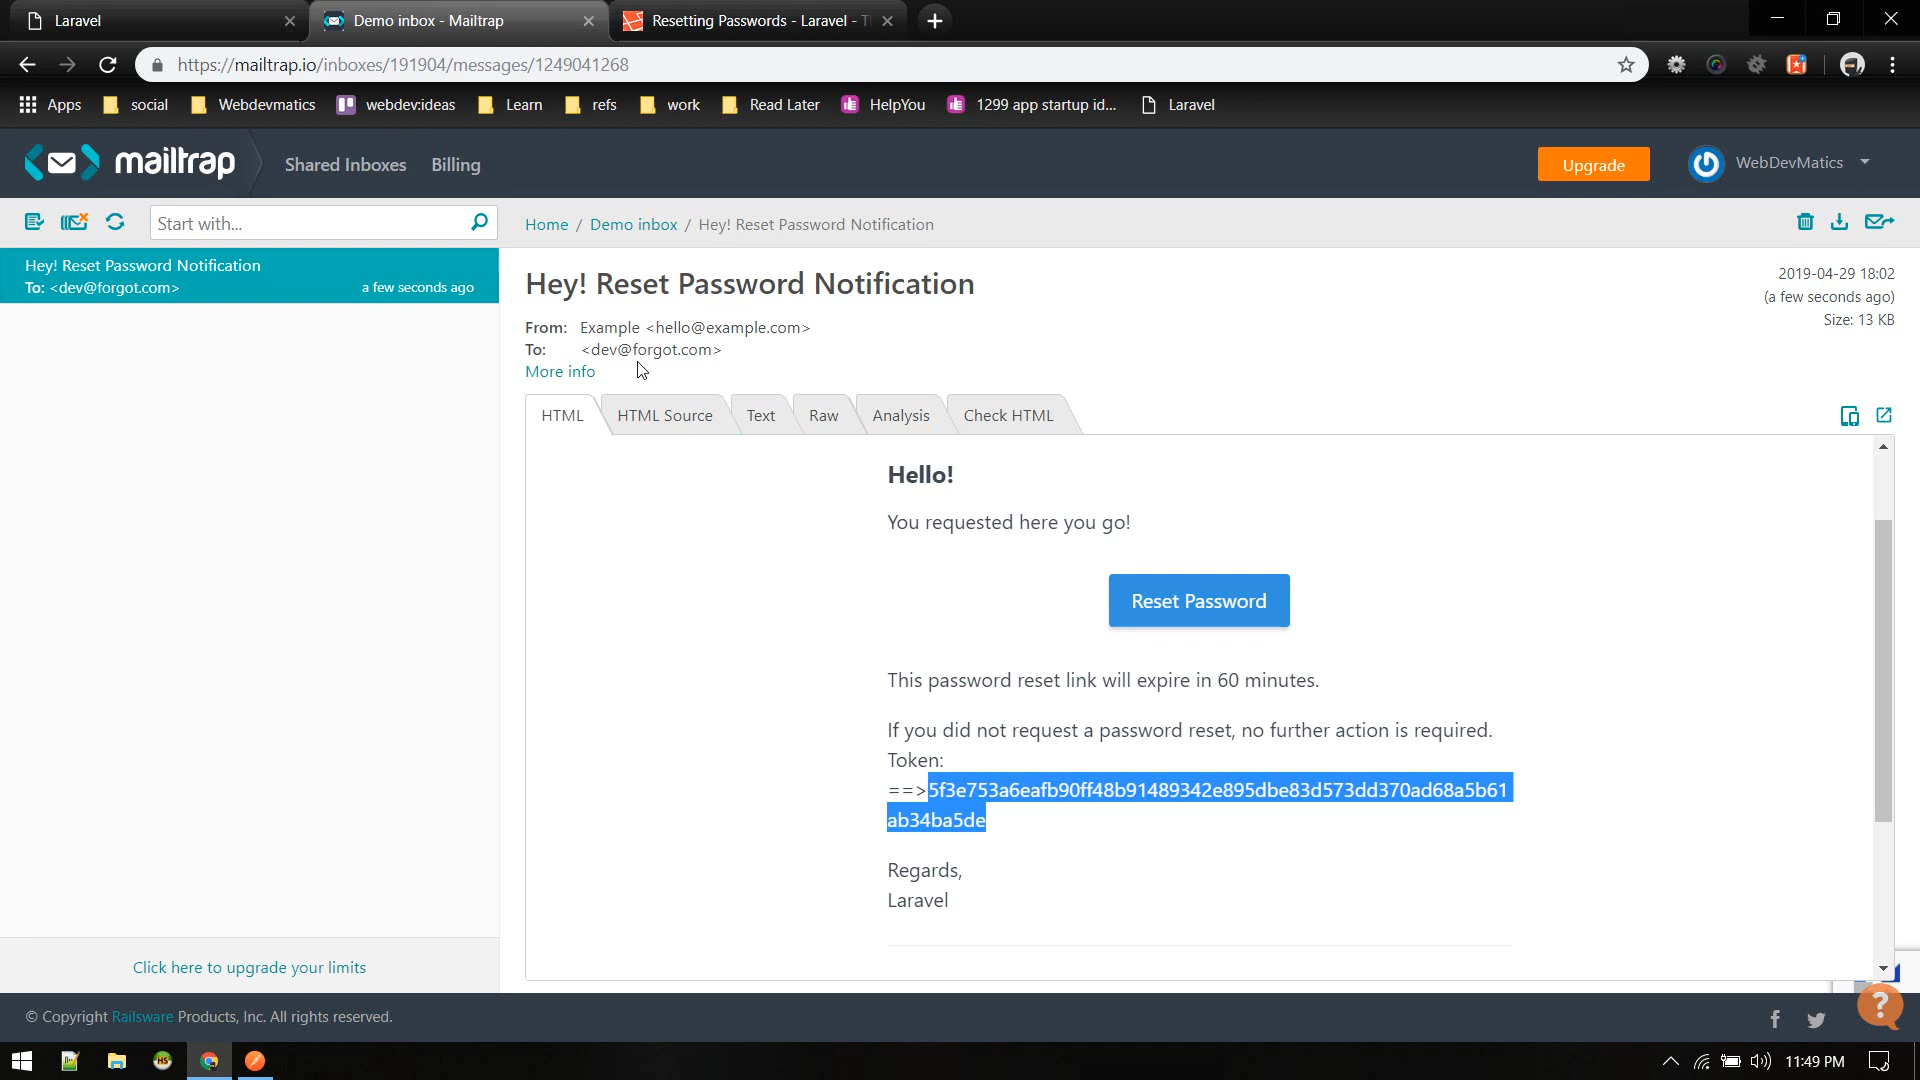 Laravel
Demo inbox - Mailtrap
Resetting Passwords - Laravel - T
https://mailtrap.io/inboxes/191904/messages/1249041268
Apps
social
Webdevmatics
webdev:ideas
Learn
refs
work
Read Later
HelpYou
1299 app startup id...
Laravel
mailtrap
Shared Inboxes
Billing
Upgrade
WebDevMatics
Start with...
Home / Demo inbox / Hey! Reset Password Notification
Hey! Reset Password Notification
To: <dev@forgot.com>
a few seconds ago
Hey! Reset Password Notification
2019-04-29 18:02
(a few seconds ago)
Size: 13 KB
From: Example <hello@example.com>
To: <dev@forgot.com>
More info
HTML
HTML Source
Text
Raw
Analysis
Check HTML
Hello!
You requested here you go!
Reset Password
This password reset link will expire in 60 minutes.
If you did not request a password reset, no further action is required.
Token:
==>5f3e753a6eafb90ff48b91489342e895dbe83d573dd370ad68a5b61
ab34ba5de
Regards,
Laravel
Click here to upgrade your limits
© Copyright Railsware Products, Inc. All rights reserved.
?
HS
11:49 PM